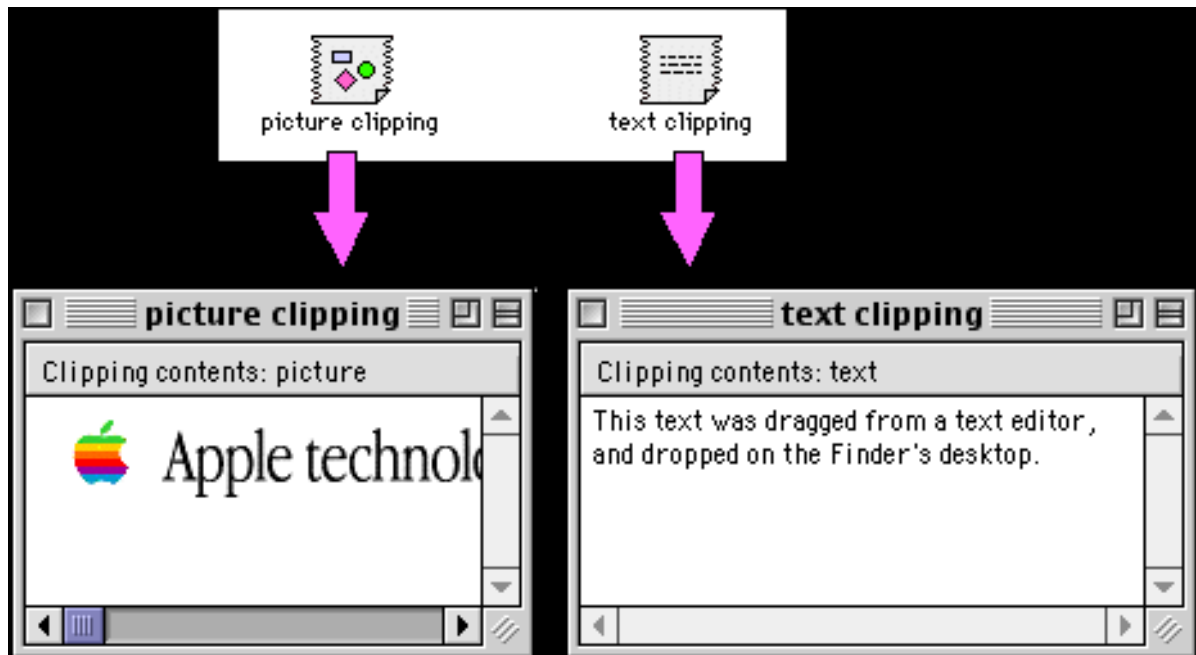 picture clipping
text clipping
picture clipping
Clipping contents: picture
Apple technolo
text clipping
Clipping contents: text
This text was dragged from a text editor,
and dropped on the Finder's desktop.